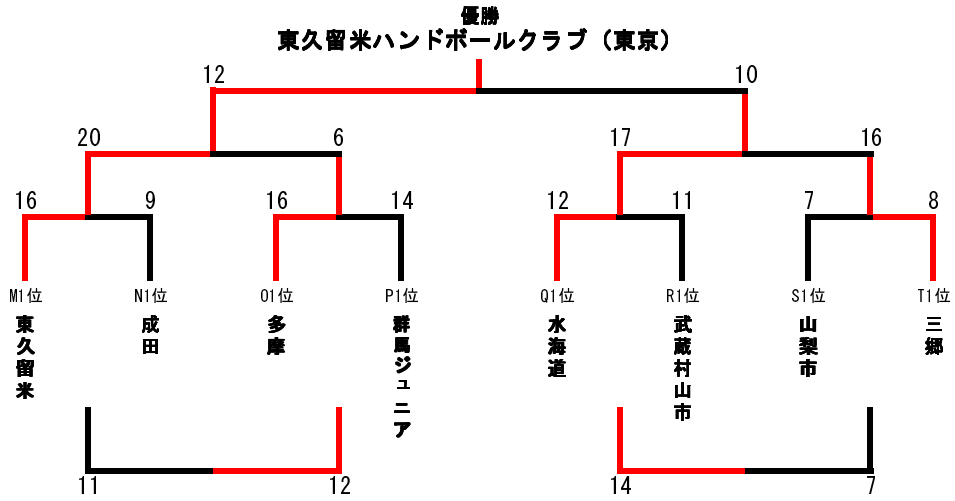 優勝
東久留米ハンドボールクラブ（東京）
12 10
20 6 17 16
16 9 16 14 12 11 7 8
M1位 N1位 O1位 P1位 Q1位 R1位 S1位 T1位
東久留米
成田
多摩
群馬ジュニア
水海道
武蔵村山市
山梨市
三郷
11 12 14 7